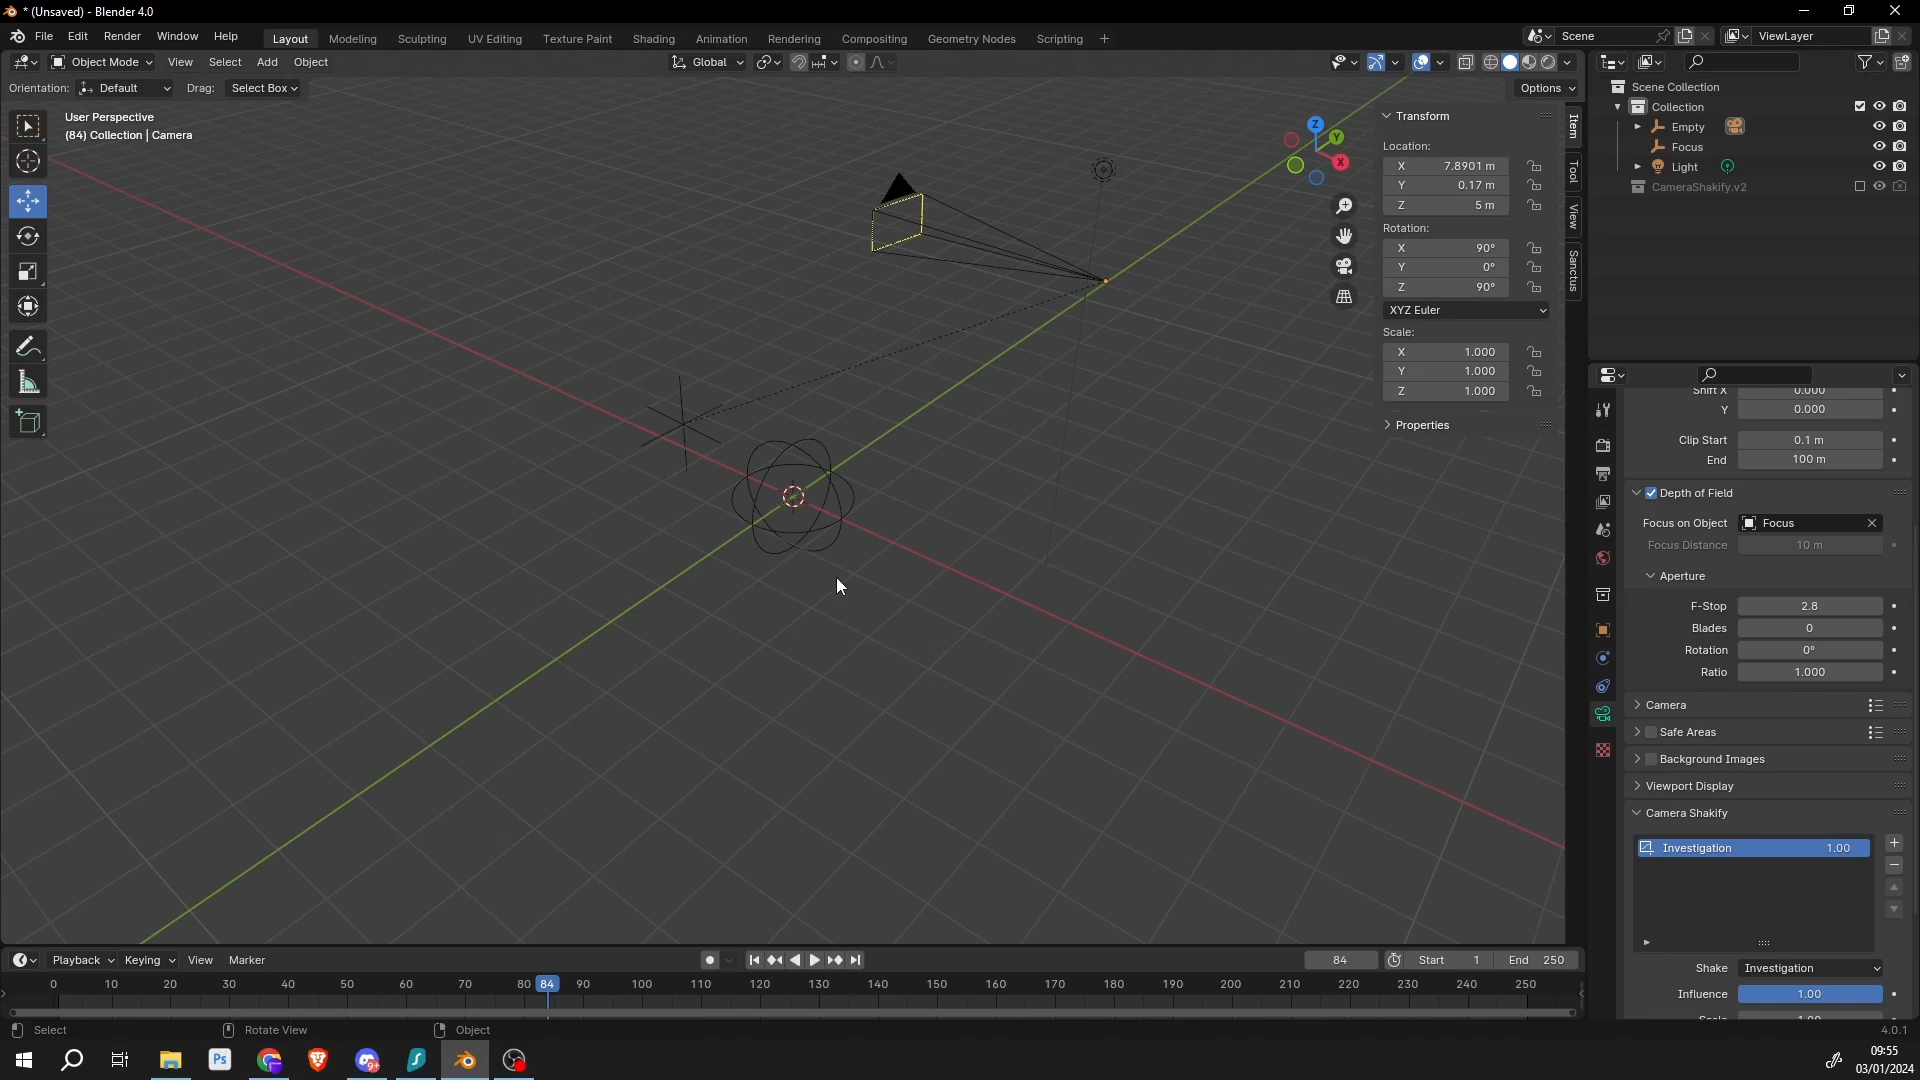 * (Unsaved) - Blender 4.0
File Edit Render Window Help
Layout Modeling Sculpting UV Editing Texture Paint Shading Animation Rendering Compositing Geometry Nodes Scripting +
Scene
ViewLayer
Object Mode View Select Add Object
Global
Orientation: Default Drag: Select Box
Options
User Perspective
(84) Collection | Camera
Z
Y
X
Transform
Location:
X 7.8901 m
Y 0.17 m
Z 5 m
Rotation:
X 90°
Y 0°
Z 90°
XYZ Euler
Scale:
X 1.000
Y 1.000
Z 1.000
Properties
Item
Tool
View
Sanctus
Scene Collection
Collection
Empty
Focus
Light
CameraShakify.v2
Shift X 0.000
Y 0.000
Clip Start 0.1 m
End 100 m
Depth of Field
Focus on Object Focus
Focus Distance 10 m
Aperture
F-Stop 2.8
Blades 0
Rotation 0°
Ratio 1.000
Camera
Safe Areas
Background Images
Viewport Display
Camera Shakify
Investigation 1.00
Shake Investigation
Influence 1.00
Scale 1.00
Playback Keying View Marker
84 Start 1 End 250
0 10 20 30 40 50 60 70 80 84 90 100 110 120 130 140 150 160 170 180 190 200 210 220 230 240 250
Select Rotate View Object
4.0.1
Ps
9+
09:55
03/01/2024